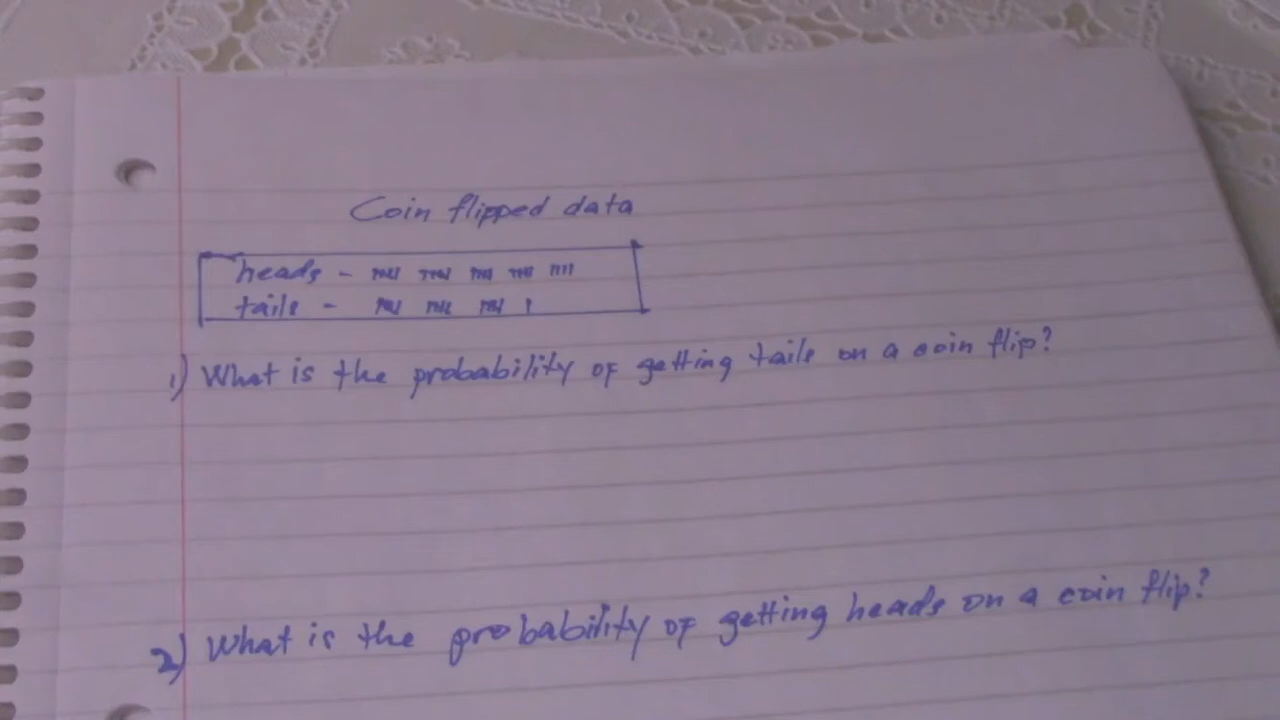 Coin flipped data
heads - 𝍸 𝍸 𝍸 𝍸 ||||
tails - 𝍸 𝍸 𝍸 |
1) What is the probability of getting tails on a coin flip?
2) What is the probability of getting heads on a coin flip?